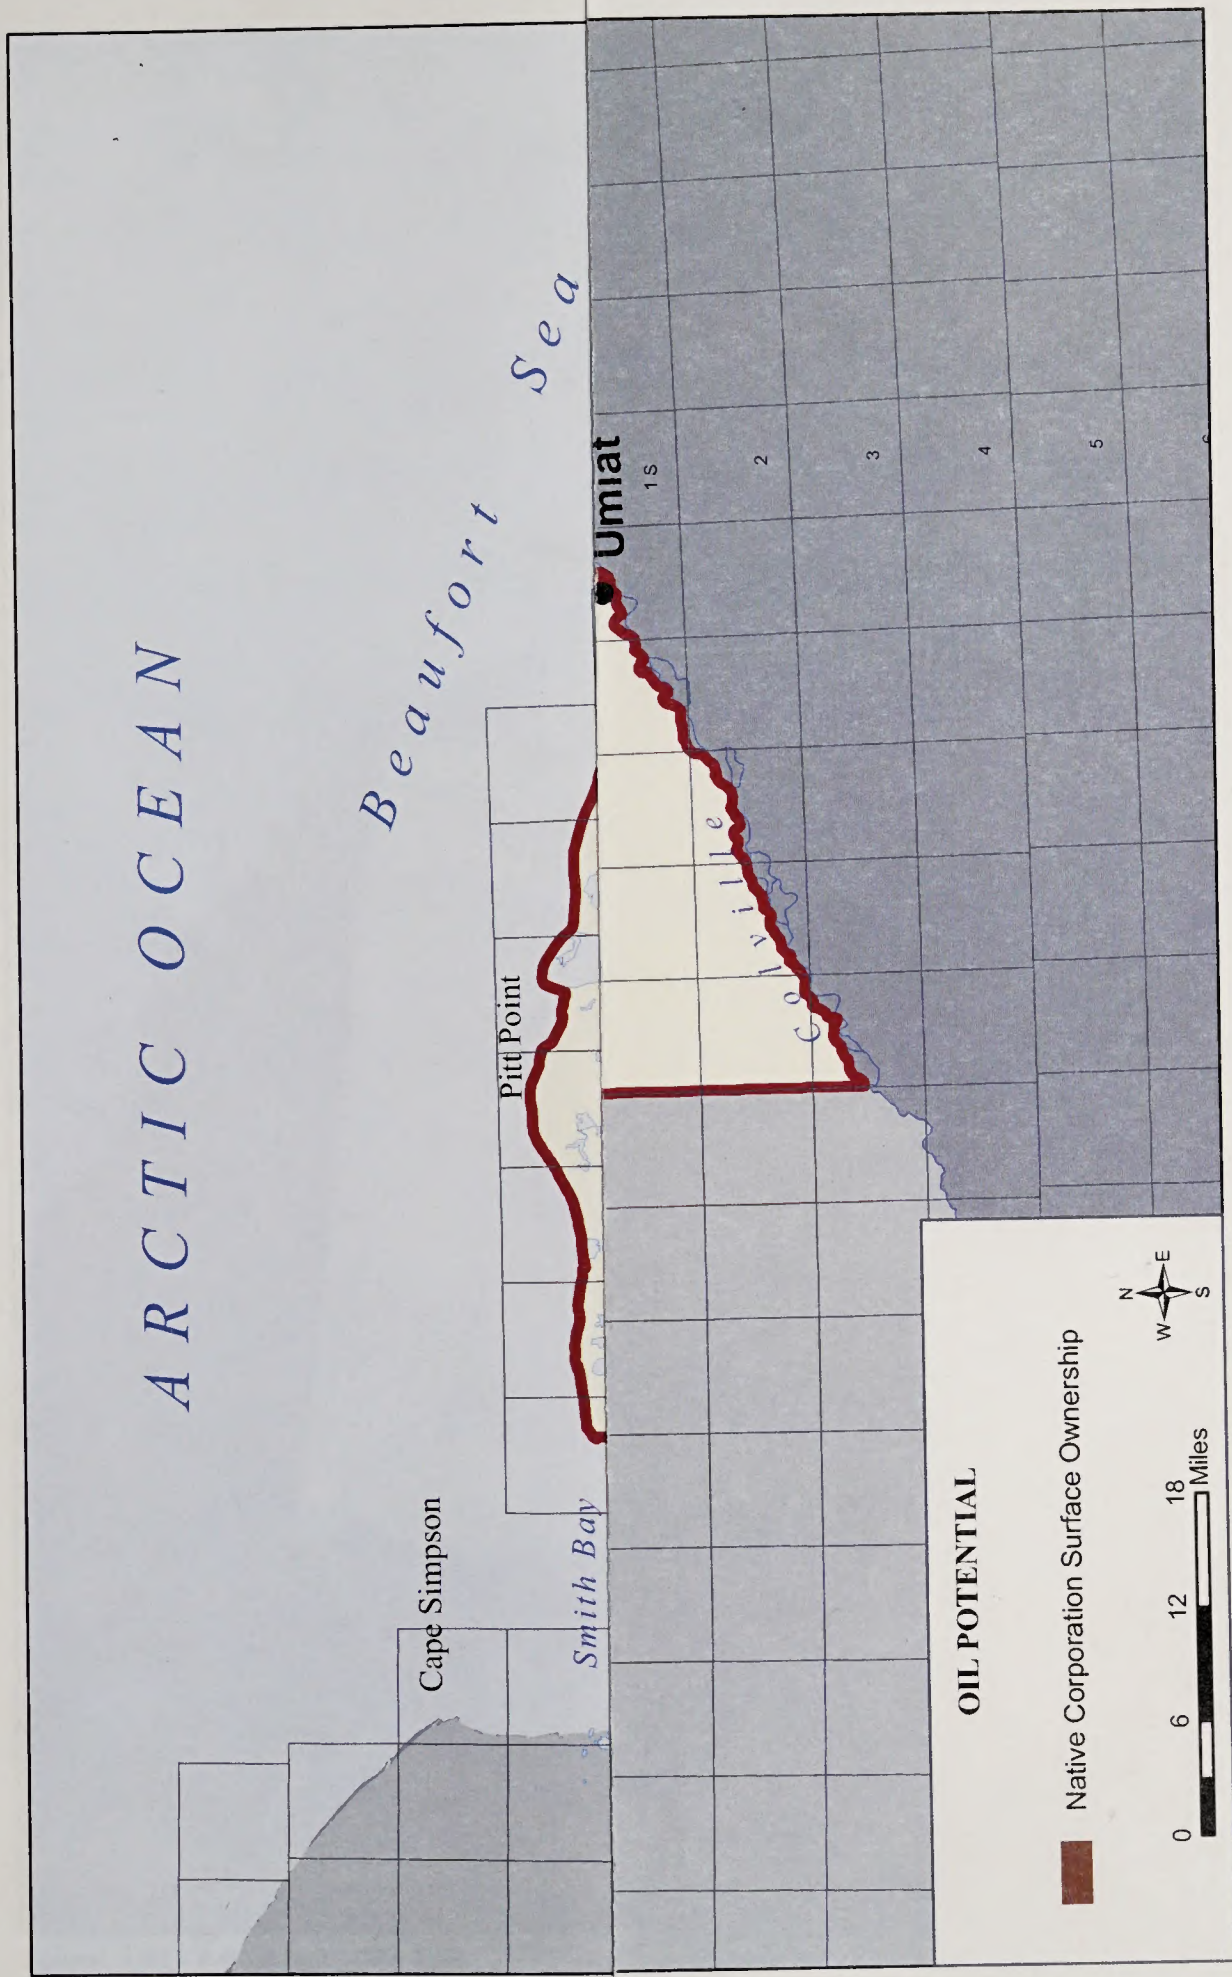 ARCTIC OCEAN
Beaufort Sea
Cape Simpson
Pitt Point
Smith Bay
Umiat
1 S
2
3
4
5
Colville
OIL POTENTIAL
Native Corporation Surface Ownership
0 6 12 18
Miles
N
W E
S